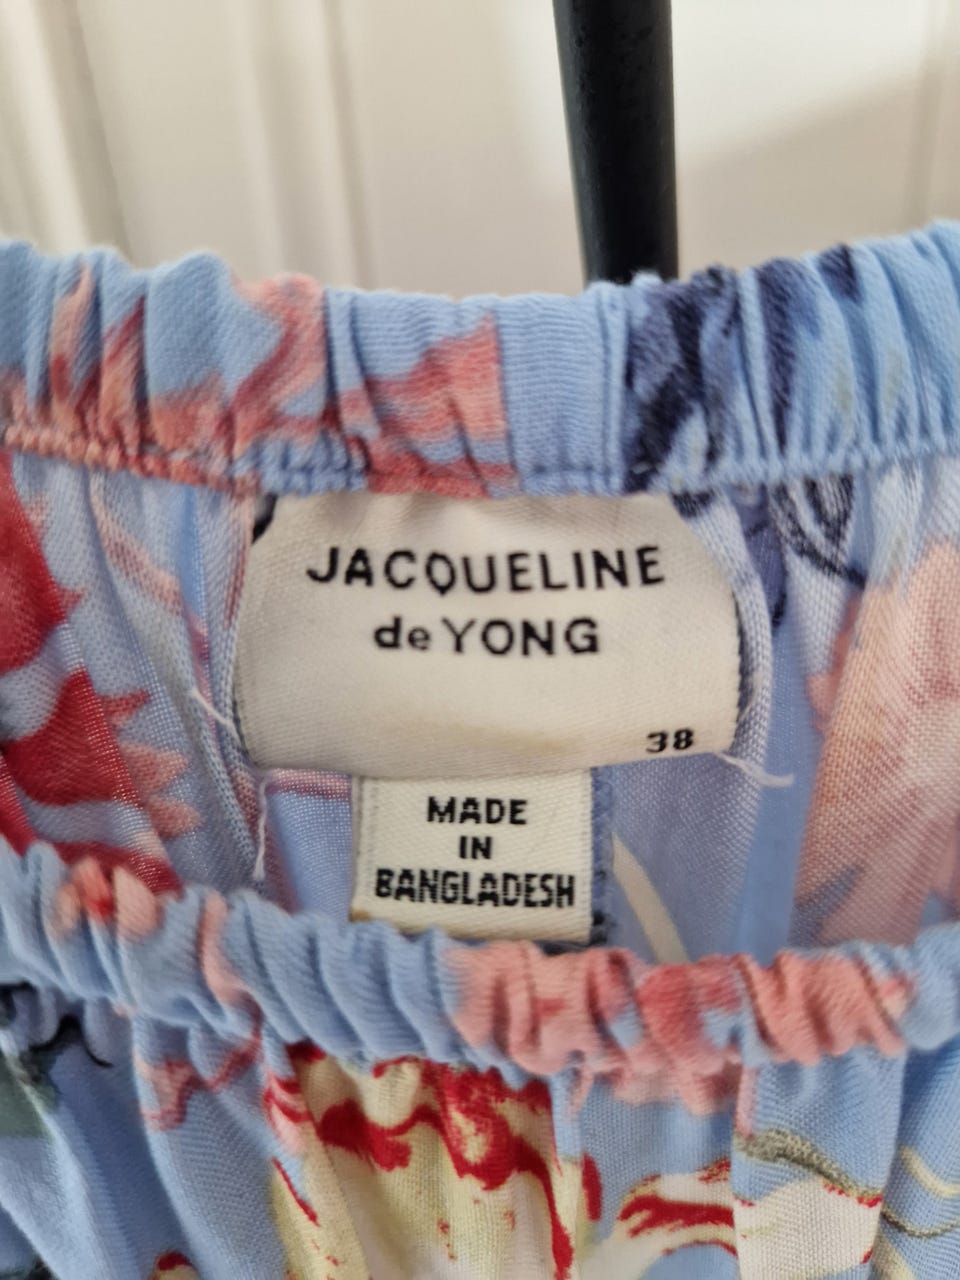 JACQUELINE
de YONG
38
MADE
IN
BANGLADESH